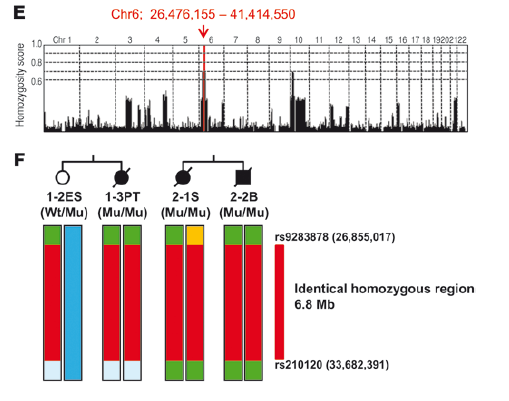 E
Chr6: 26,476,155 – 41,414.550
Homozygosity score
1.0
0.8
0.6
Chr 1 2 3 4 5 6 7 8 9 10 11 12 13 14 15 16 17 18 19 20 21 22
F
1-2ES 1-3PT 2-1S 2-2B
(Wt/Mu) (Mu/Mu) (Mu/Mu) (Mu/Mu)
rs9283878 (26,855,017)
Identical homozygous region
6.8 Mb
rs210120 (33,682,391)